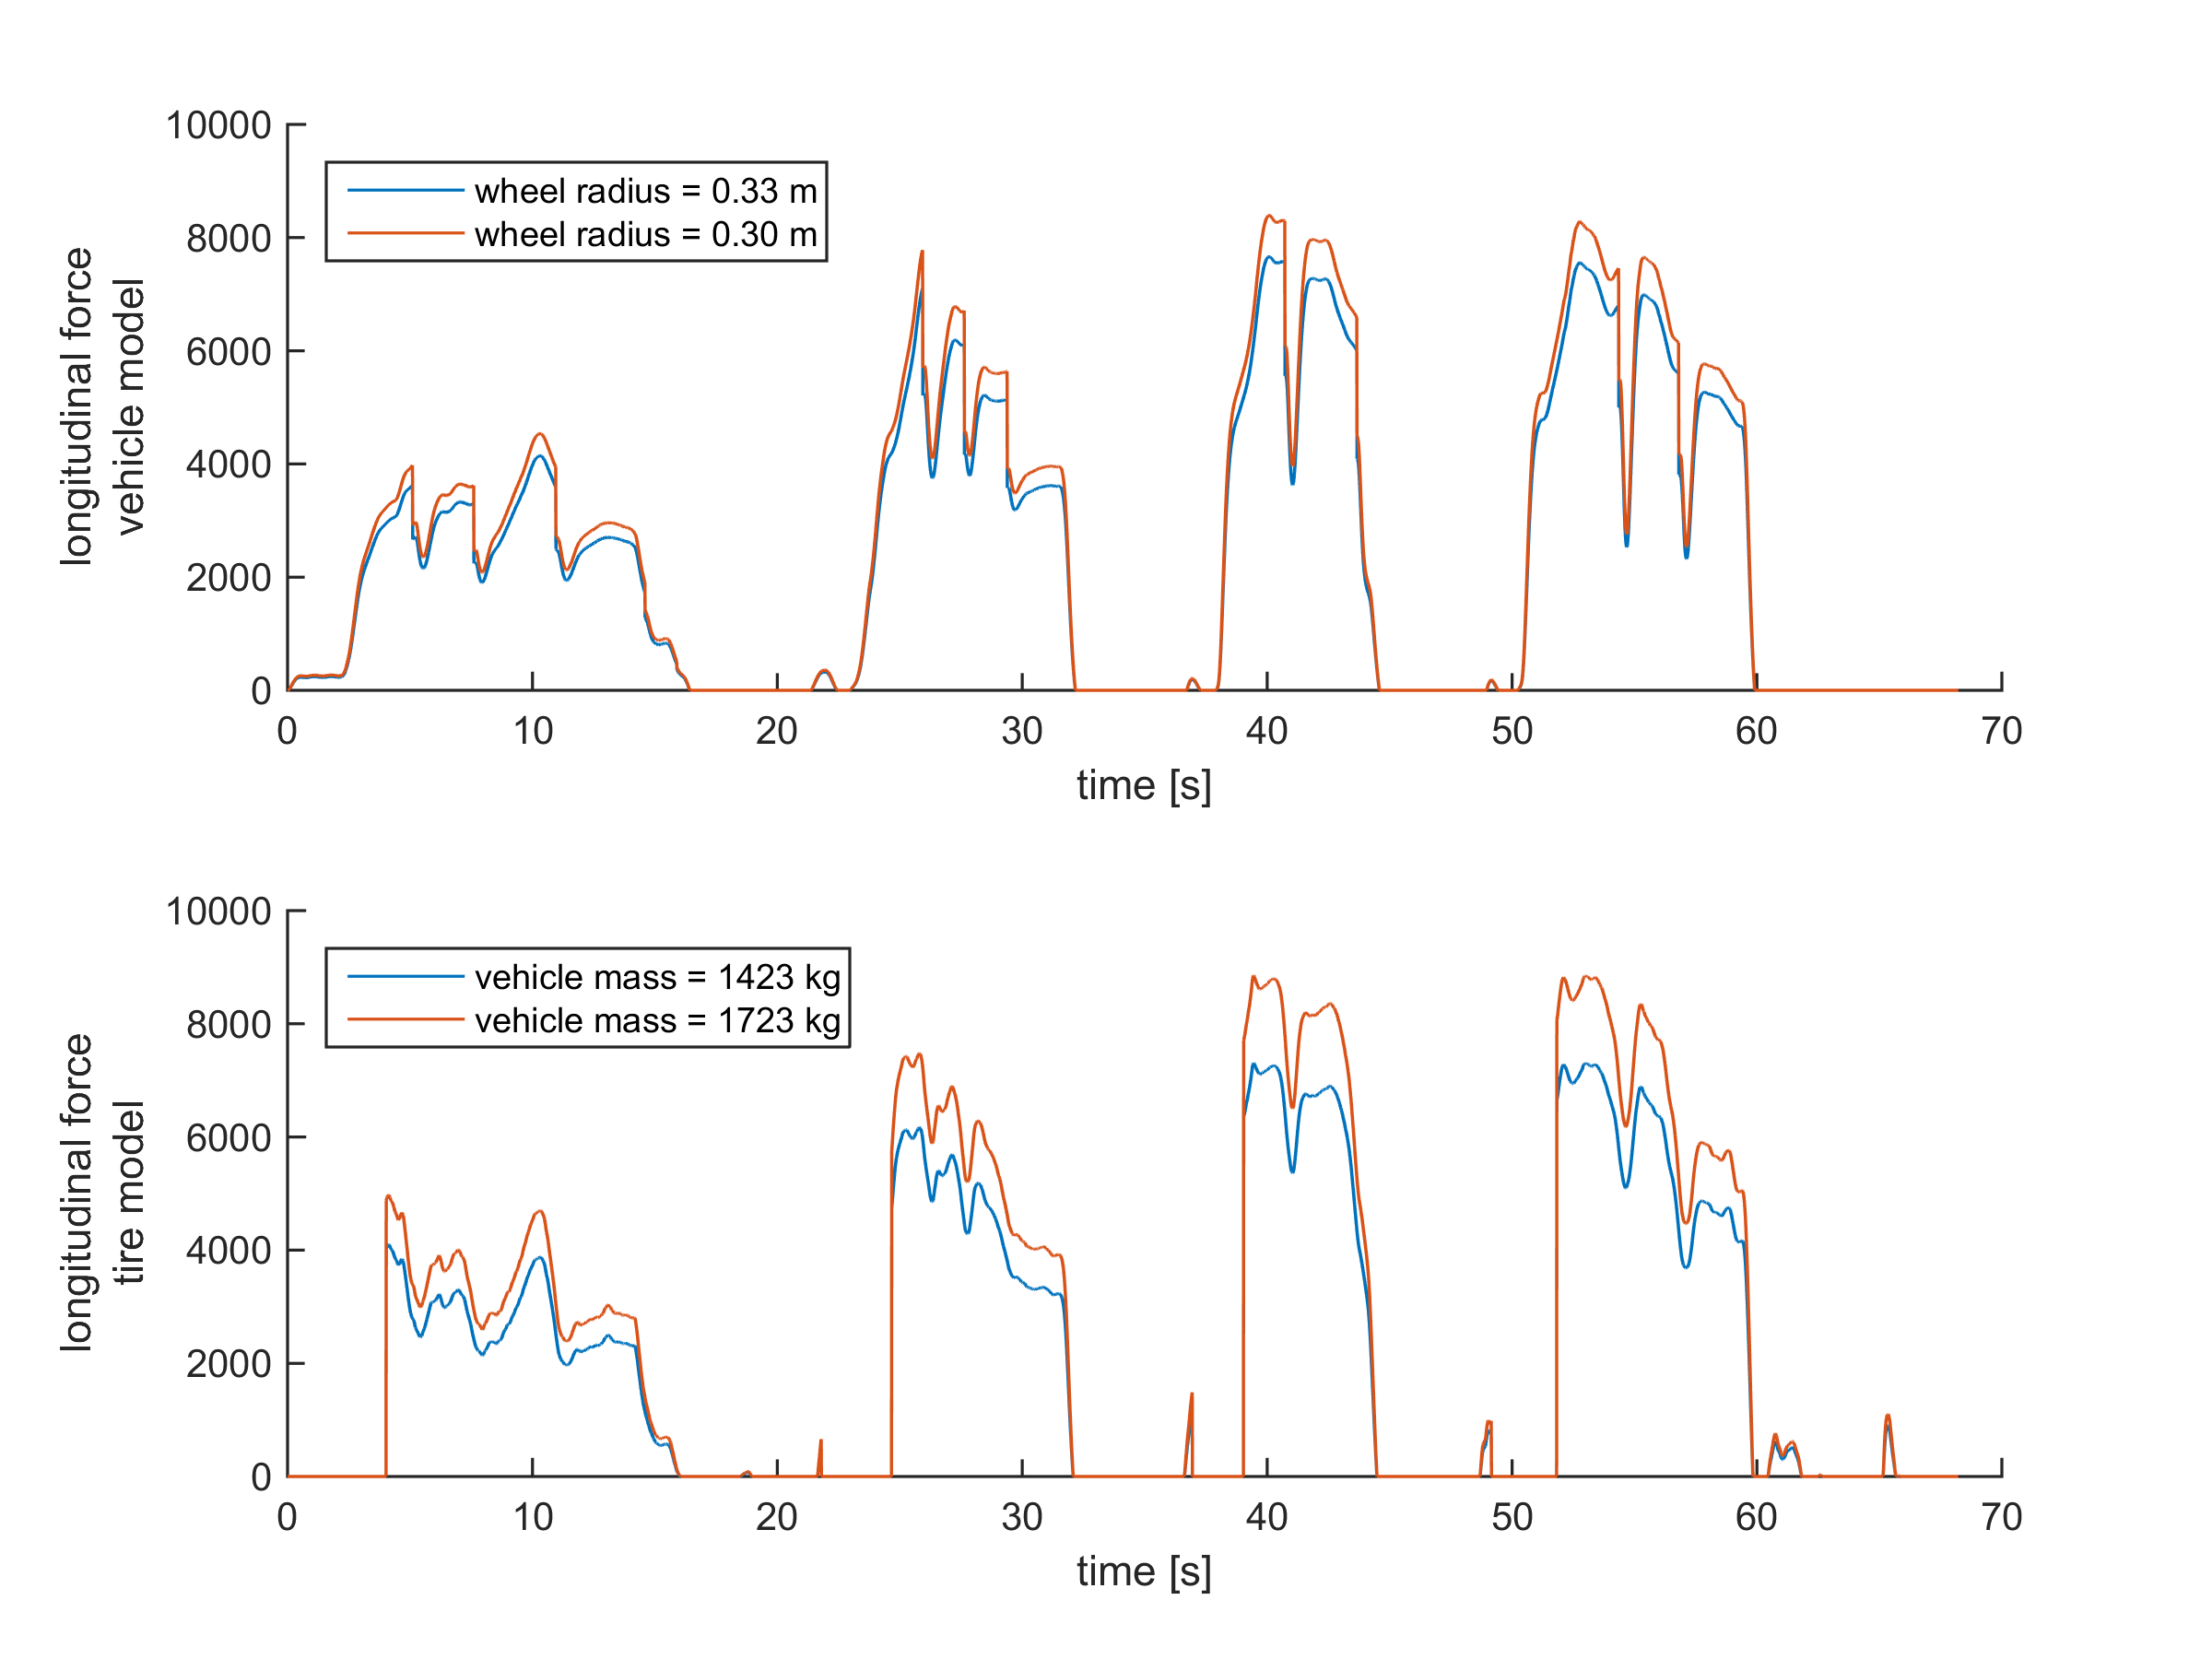 longitudinal force
vehicle model
10000
8000
6000
4000
2000
0
wheel radius = 0.33 m
wheel radius = 0.30 m
0 10 20 30 40 50 60 70
time [s]
longitudinal force
tire model
10000
8000
6000
4000
2000
0
vehicle mass = 1423 kg
vehicle mass = 1723 kg
0 10 20 30 40 50 60 70
time [s]